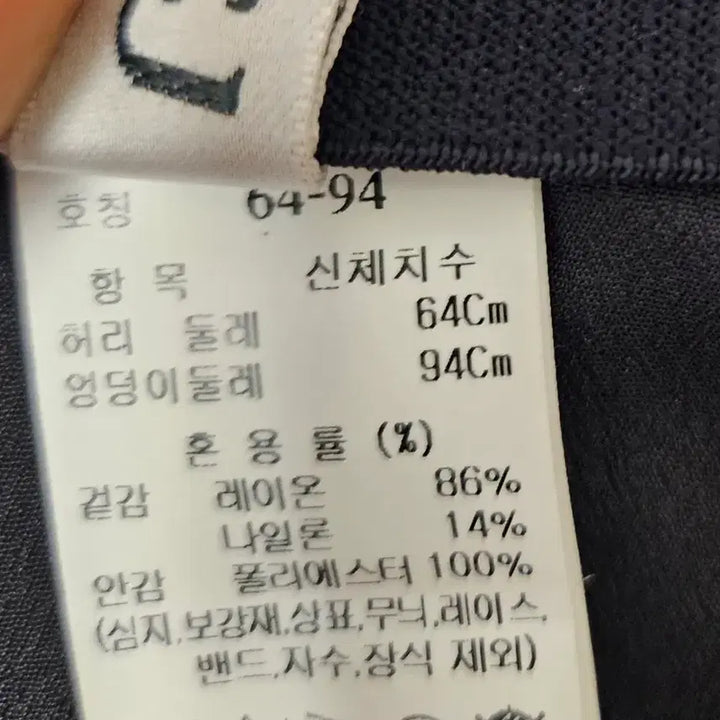 호칭 64-94
항 목 신체치수
허리 둘레 64Cm
엉덩이둘레 94Cm
혼 용 률 (%)
겉감 레이온 86%
나일론 14%
안감 폴리에스터 100%
(심지,보강재,상표,무늬,레이스,
밴드,자수,장식 제외)